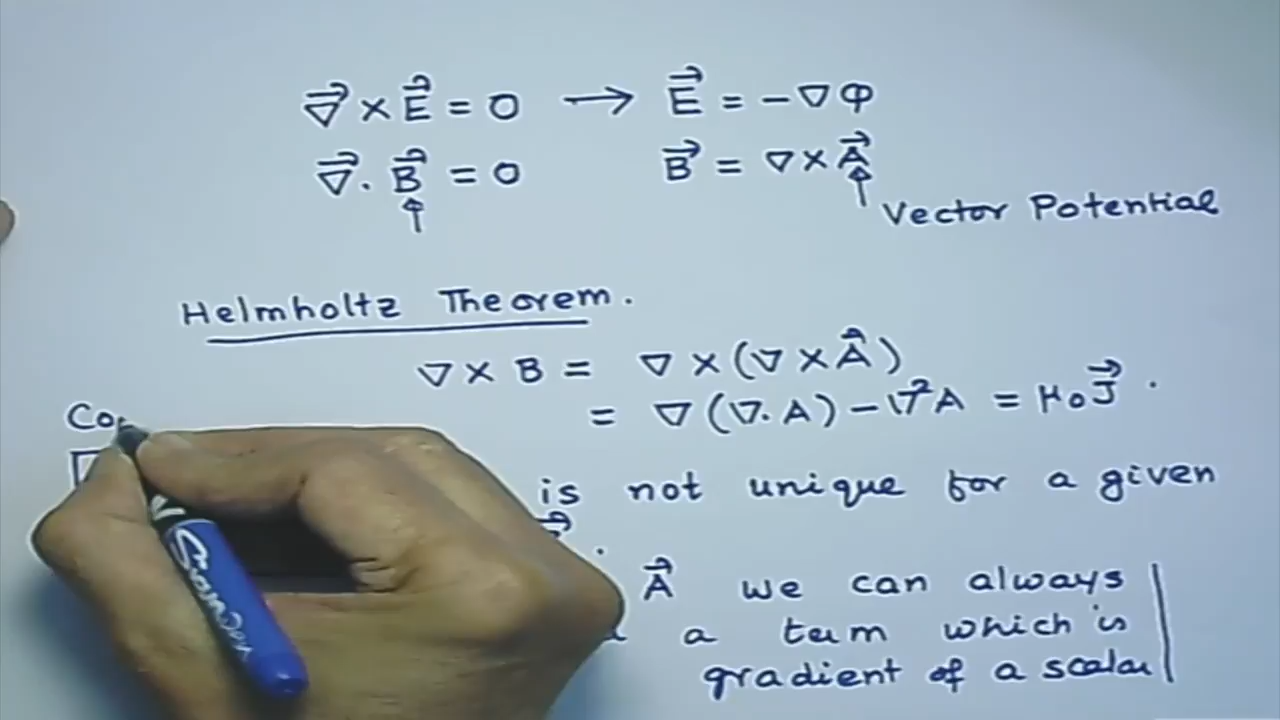 ∇⃗ × E⃗ = 0 → E⃗ = -∇φ
∇⃗ . B⃗ = 0 B⃗ = ∇ × A⃗
↑ ↑ Vector Potential
Helmholtz Theorem.
∇ × B = ∇ × (∇ × A⃗)
= ∇(∇. A) - ∇²A = μ₀J⃗ .
Co
is not unique for a given
.
A⃗ we can always
a term which is
gradient of a scalar